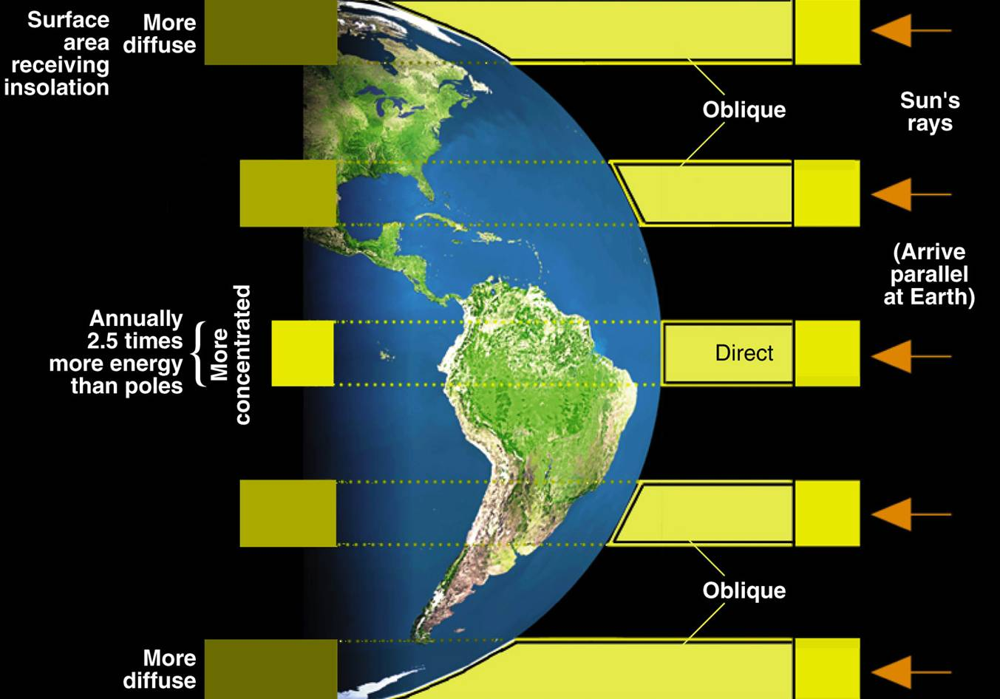 Surface
area
receiving
insolation
More
diffuse
Oblique
Sun's
rays
(Arrive
parallel
at Earth)
Annually
2.5 times
more energy
than poles
More
concentrated
Direct
Oblique
More
diffuse